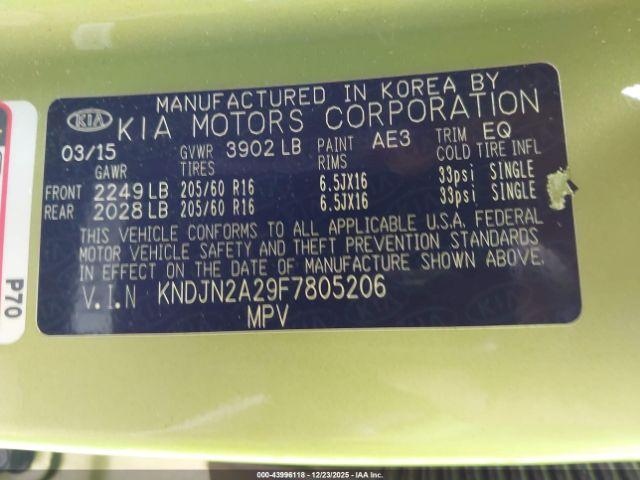 MANUFACTURED IN KOREA BY
KIA KIA MOTORS CORPORATION
03/15 GVWR 3902 LB PAINT AE3 TRIM EQ
GAWR TIRES RIMS COLD TIRE INFL
FRONT 2249 LB 205/60 R16 6.5JX16 33psi SINGLE
REAR 2028 LB 205/60 R16 6.5JX16 33psi SINGLE
THIS VEHICLE CONFORMS TO ALL APPLICABLE U.S.A. FEDERAL
MOTOR VEHICLE SAFETY AND THEFT PREVENTION STANDARDS
IN EFFECT ON THE DATE OF MANUFACTURE SHOWN ABOVE.
V.I.N KNDJN2A29F7805206
MPV
P70
000-43996118 - 12/23/2025 - IAA Inc.